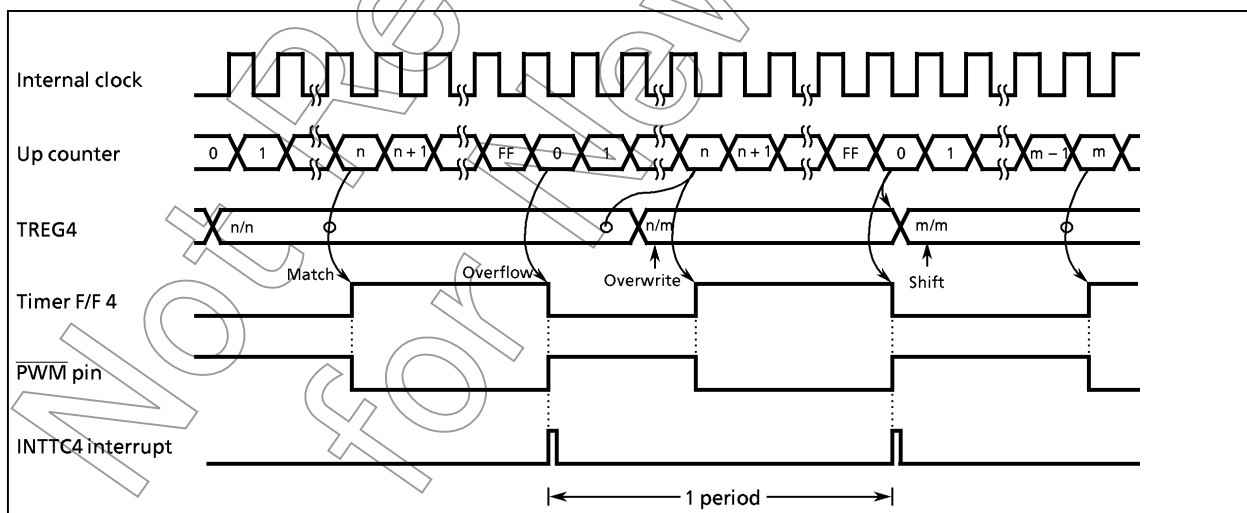 Internal clock
Up counter 0 1 n n + 1 FF 0 1 n n + 1 FF 0 1 m − 1 m
TREG4 n/n n/m m/m
Match Overflow Overwrite Shift
Timer F/F 4
PWM pin
INTTC4 interrupt
1 period